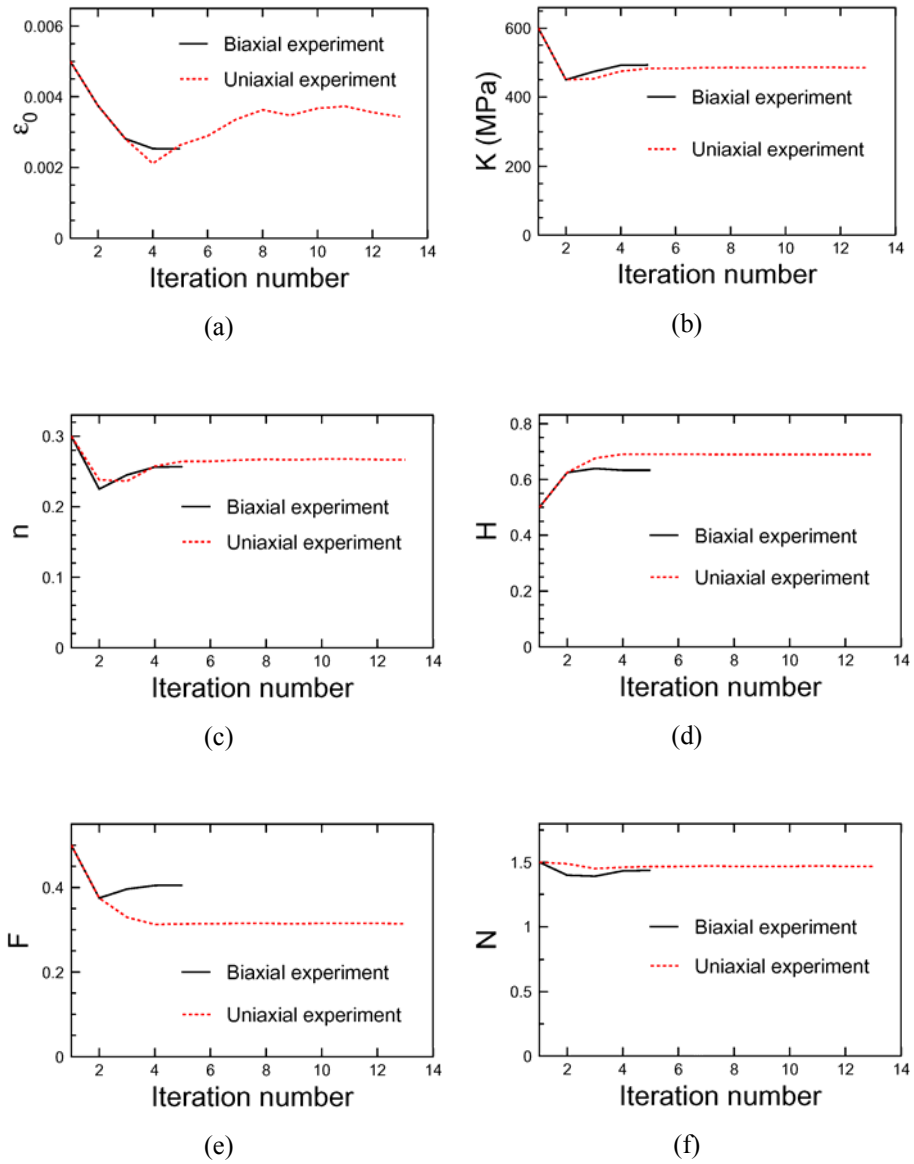 0.006
0.004
0.002
0
ε0
Biaxial experiment
Uniaxial experiment
2 4 6 8 10 12 14
Iteration number
(a)
600
400
200
0
K (MPa)
Biaxial experiment
Uniaxial experiment
2 4 6 8 10 12 14
Iteration number
(b)
0.3
0.2
0.1
0
n
Biaxial experiment
Uniaxial experiment
2 4 6 8 10 12 14
Iteration number
(c)
0.8
0.6
0.4
0.2
0
H
Biaxial experiment
Uniaxial experiment
2 4 6 8 10 12 14
Iteration number
(d)
0.4
0.2
0
F
Biaxial experiment
Uniaxial experiment
2 4 6 8 10 12 14
Iteration number
(e)
1.5
1
0.5
0
N
Biaxial experiment
Uniaxial experiment
2 4 6 8 10 12 14
Iteration number
(f)